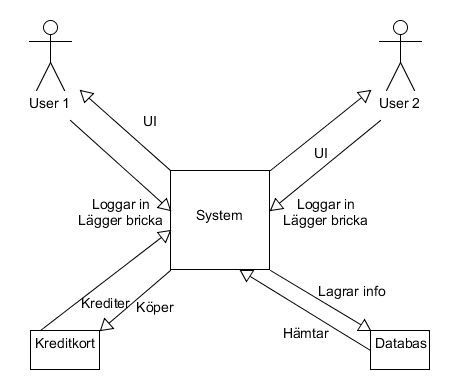 User 1
User 2
UI
UI
Loggar in
Lägger bricka
System
Loggar in
Lägger bricka
Krediter
Köper
Lagrar info
Hämtar
Kreditkort
Databas